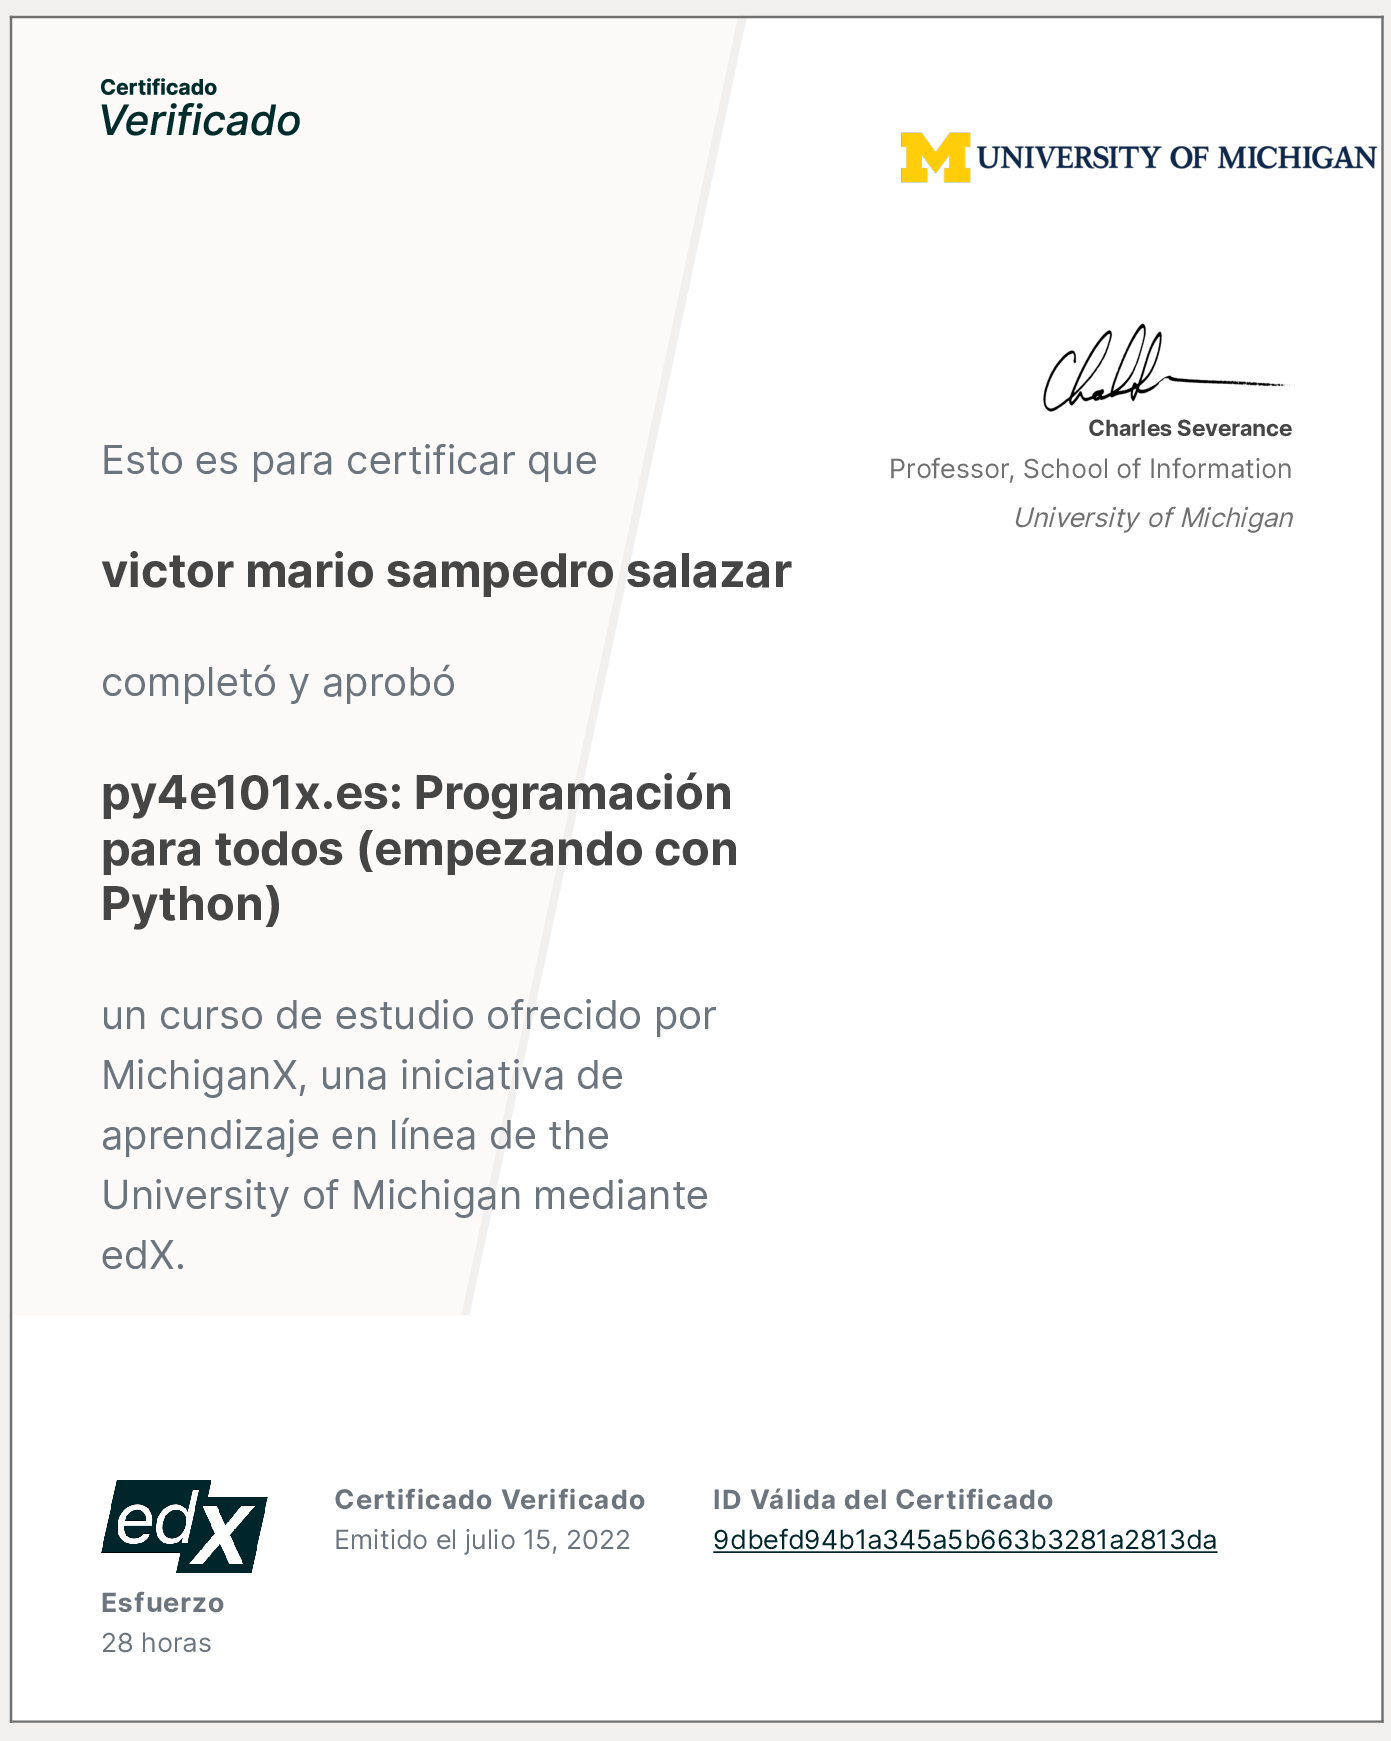 Certificado
Verificado
UNIVERSITY OF MICHIGAN
Charles Severance
Professor, School of Information
University of Michigan
Esto es para certificar que
victor mario sampedro salazar
completó y aprobó
py4e101x.es: Programación
para todos (empezando con
Python)
un curso de estudio ofrecido por
MichiganX, una iniciativa de
aprendizaje en línea de the
University of Michigan mediante
edX.
edX
Certificado Verificado
Emitido el julio 15, 2022
ID Válida del Certificado
9dbefd94b1a345a5b663b3281a2813da
Esfuerzo
28 horas